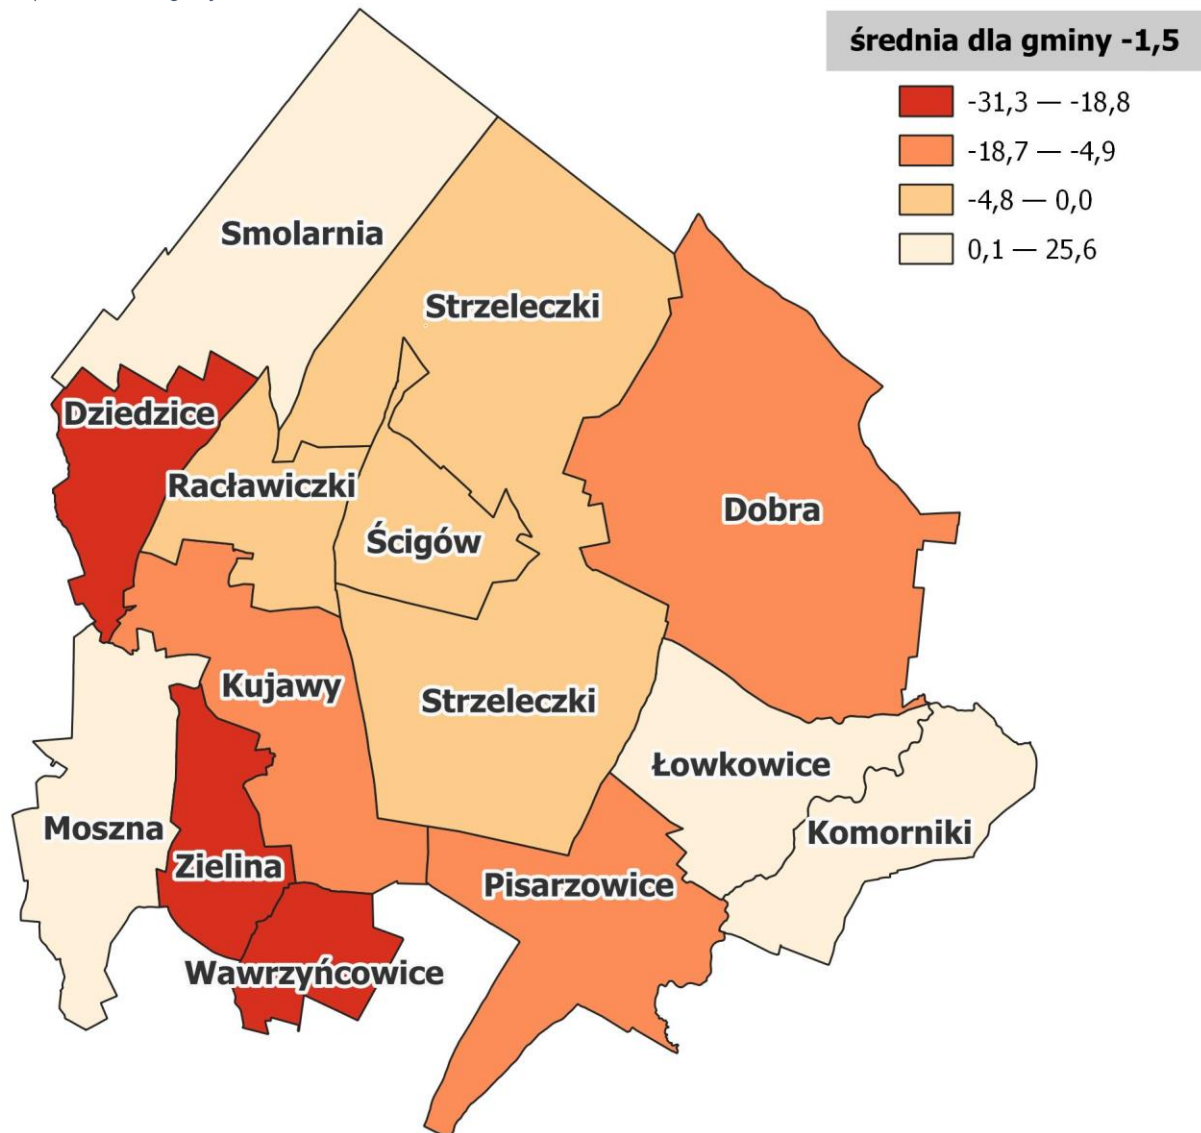 średnia dla gminy -1,5
-31,3 — -18,8
-18,7 — -4,9
-4,8 — 0,0
0,1 — 25,6
Smolarnia
Strzeleczki
Dziedzice
Racławiczki
Dobra
Ścigów
Kujawy
Strzeleczki
Łowkowice
Moszna
Komorniki
Zielina
Pisarzowice
Wawrzyńcowice